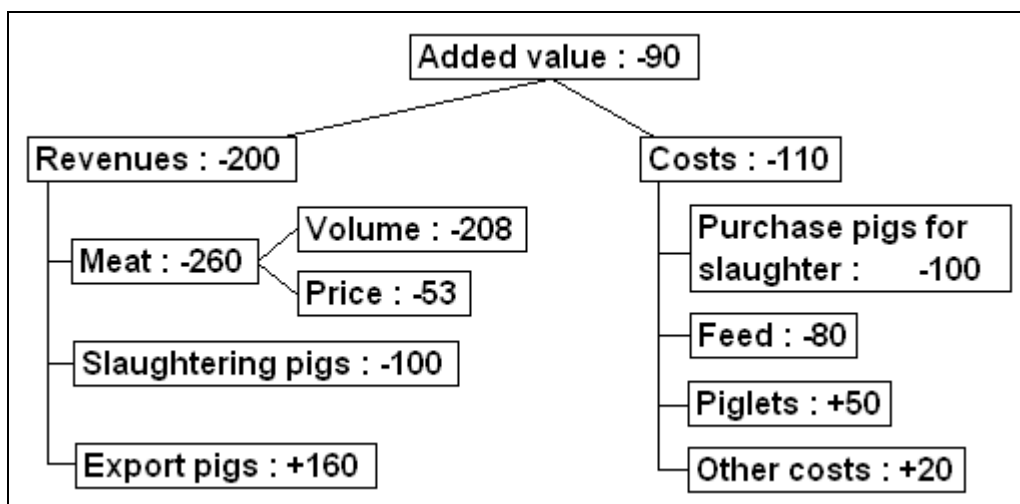 Added value : -90
Revenues : -200
Costs : -110
Meat : -260
Volume : -208
Price : -53
Slaughtering pigs : -100
Export pigs : +160
Purchase pigs for
slaughter : -100
Feed : -80
Piglets : +50
Other costs : +20